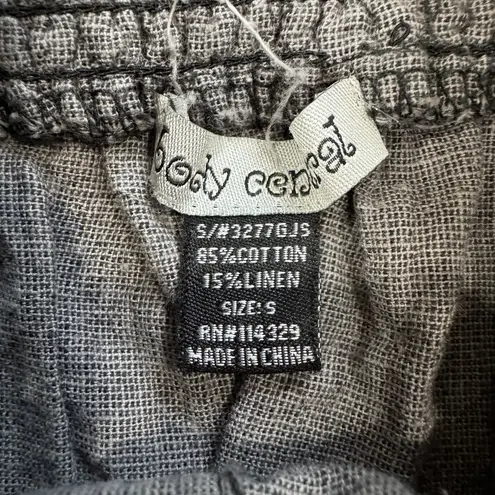 body central
S/#3277GJS
85%COTTON
15%LINEN
SIZE:S
RN#114329
MADE IN CHINA